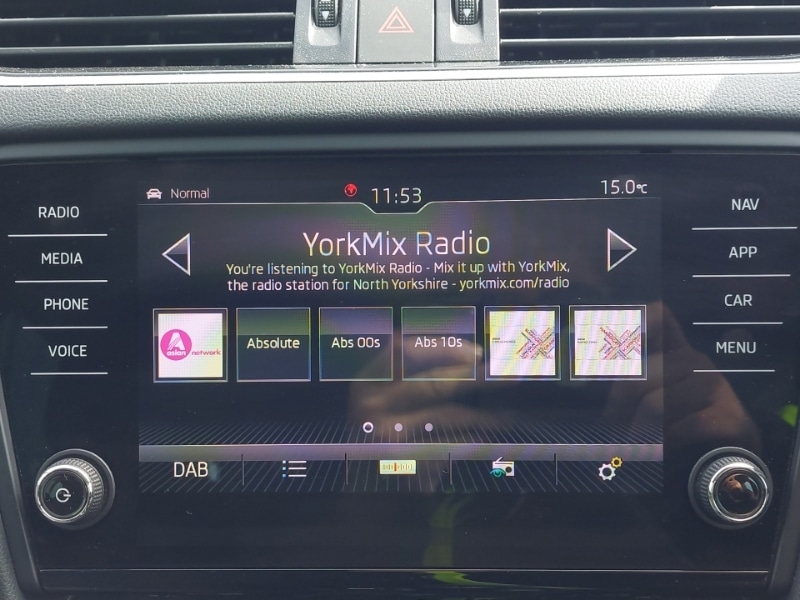 Normal
11:53
15.0°C
RADIO
MEDIA
PHONE
VOICE
NAV
APP
CAR
MENU
YorkMix Radio
You're listening to YorkMix Radio - Mix it up with YorkMix,
the radio station for North Yorkshire - yorkmix.com/radio
asian network
Absolute
Abs 00s
Abs 10s
DAB